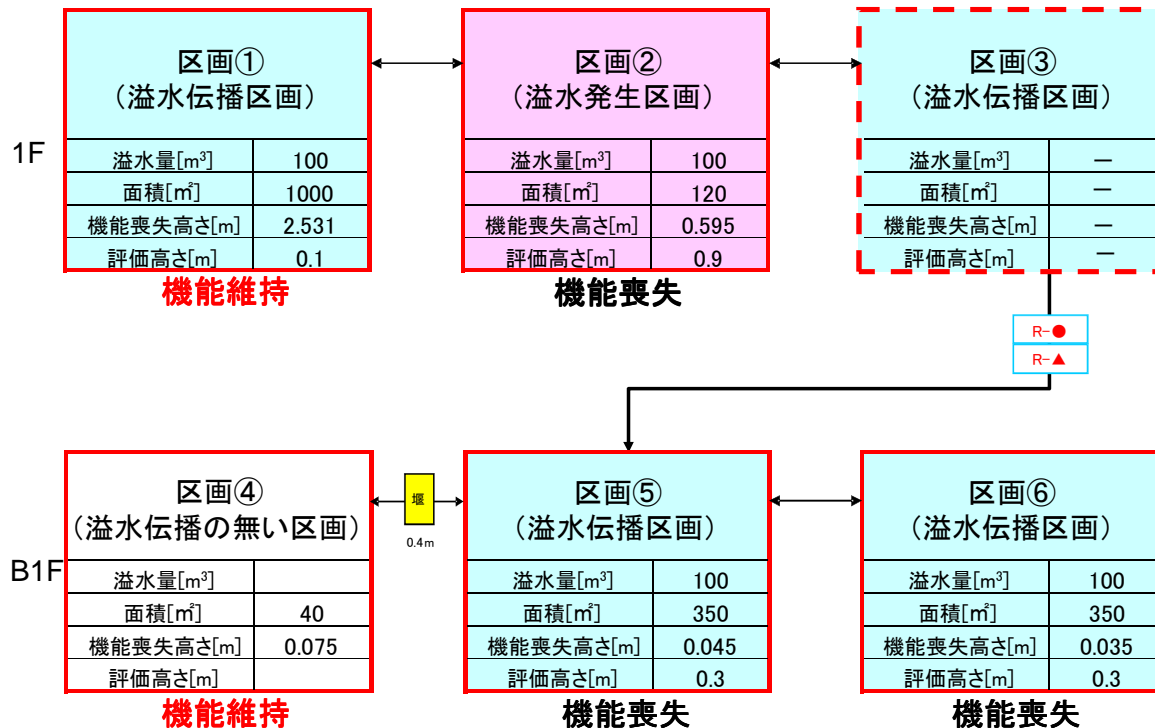 1F
区画①
(溢水伝播区画)
溢水量[m³] 100
面積[㎡] 1000
機能喪失高さ[m] 2.531
評価高さ[m] 0.1
機能維持
区画②
(溢水発生区画)
溢水量[m³] 100
面積[㎡] 120
機能喪失高さ[m] 0.595
評価高さ[m] 0.9
機能喪失
区画③
(溢水伝播区画)
溢水量[m³] －
面積[㎡] －
機能喪失高さ[m] －
評価高さ[m] －
R-●
R-▲
B1F
区画④
(溢水伝播の無い区画)
溢水量[m³]
面積[㎡] 40
機能喪失高さ[m] 0.075
評価高さ[m]
機能維持
堰
0.4m
区画⑤
(溢水伝播区画)
溢水量[m³] 100
面積[㎡] 350
機能喪失高さ[m] 0.045
評価高さ[m] 0.3
機能喪失
区画⑥
(溢水伝播区画)
溢水量[m³] 100
面積[㎡] 350
機能喪失高さ[m] 0.035
評価高さ[m] 0.3
機能喪失